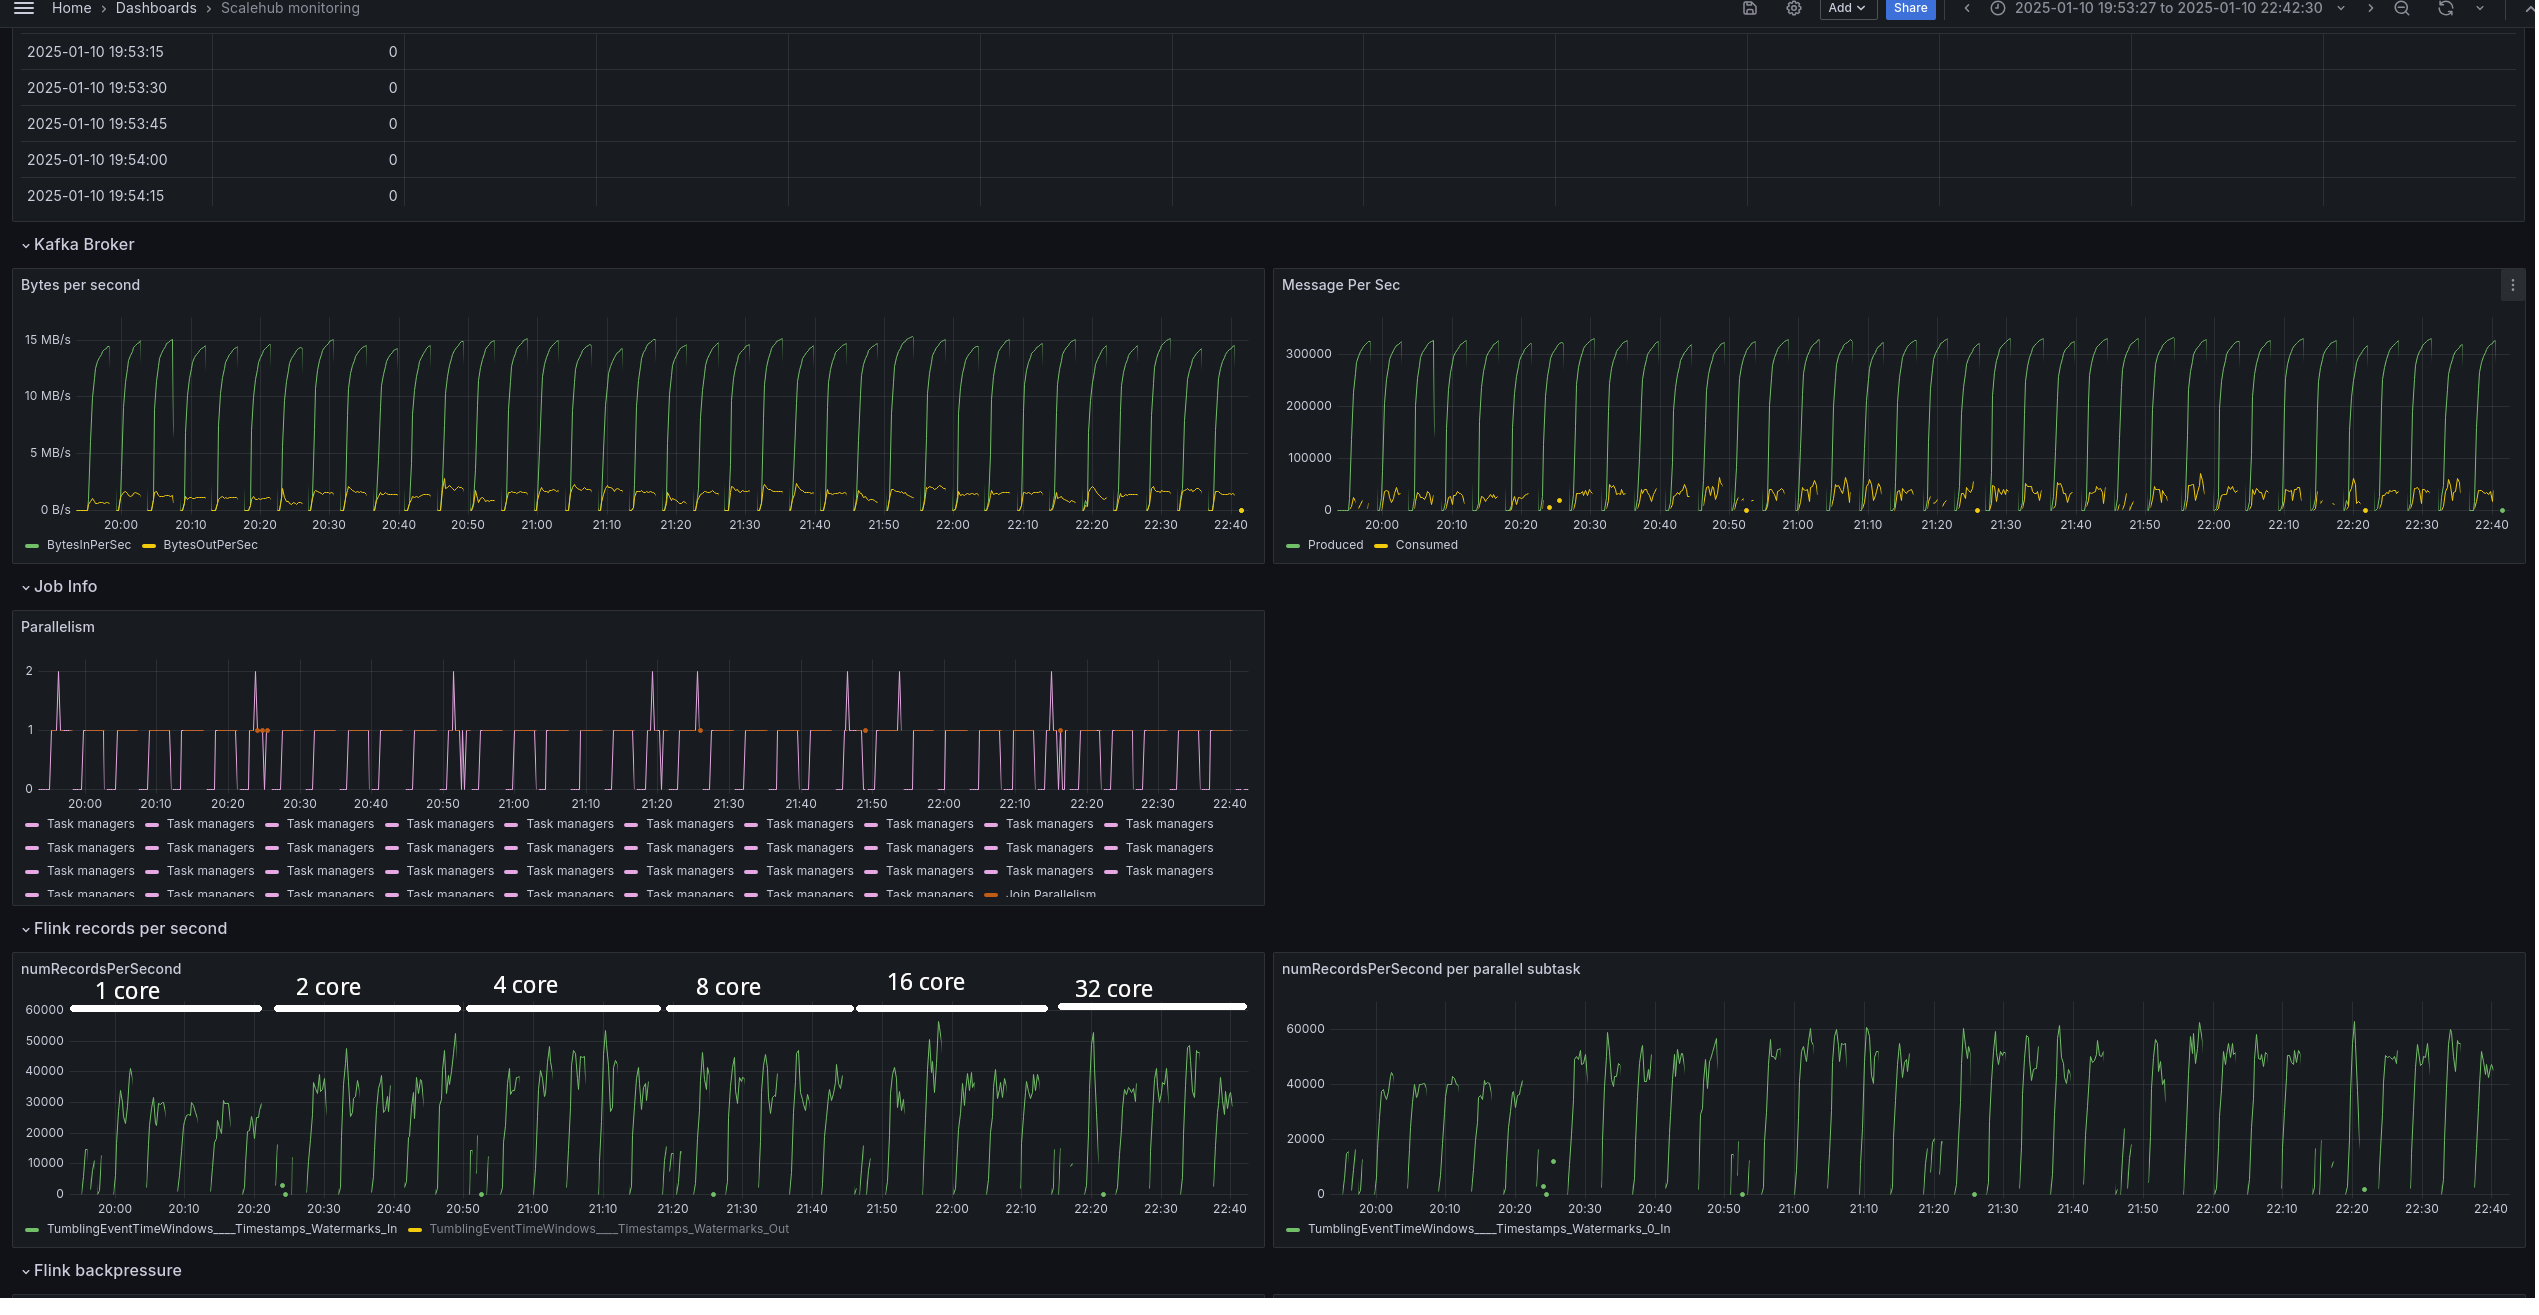 Home › Dashboards › Scalehub monitoring
Add
Share
2025-01-10 19:53:27 to 2025-01-10 22:42:30
2025-01-10 19:53:15 0
2025-01-10 19:53:30 0
2025-01-10 19:53:45 0
2025-01-10 19:54:00 0
2025-01-10 19:54:15 0
Kafka Broker
Bytes per second
15 MB/s
10 MB/s
5 MB/s
0 B/s
20:00 20:10 20:20 20:30 20:40 20:50 21:00 21:10 21:20 21:30 21:40 21:50 22:00 22:10 22:20 22:30 22:40
BytesInPerSec BytesOutPerSec
Message Per Sec
300000
200000
100000
0
20:00 20:10 20:20 20:30 20:40 20:50 21:00 21:10 21:20 21:30 21:40 21:50 22:00 22:10 22:20 22:30 22:40
Produced Consumed
Job Info
Parallelism
2
1
0
20:00 20:10 20:20 20:30 20:40 20:50 21:00 21:10 21:20 21:30 21:40 21:50 22:00 22:10 22:20 22:30 22:40
Task managers Task managers Task managers Task managers Task managers Task managers Task managers Task managers Task managers Task managers
Task managers Task managers Task managers Task managers Task managers Task managers Task managers Task managers Task managers Task managers
Task managers Task managers Task managers Task managers Task managers Task managers Task managers Task managers Task managers Task managers
Task managers Task managers Task managers Task managers Task managers Task managers Task managers Task managers Join Parallelism
Flink records per second
numRecordsPerSecond
1 core 2 core 4 core 8 core 16 core 32 core
60000
50000
40000
30000
20000
10000
0
20:00 20:10 20:20 20:30 20:40 20:50 21:00 21:10 21:20 21:30 21:40 21:50 22:00 22:10 22:20 22:30 22:40
TumblingEventTimeWindows____Timestamps_Watermarks_In TumblingEventTimeWindows____Timestamps_Watermarks_Out
numRecordsPerSecond per parallel subtask
60000
40000
20000
0
20:00 20:10 20:20 20:30 20:40 20:50 21:00 21:10 21:20 21:30 21:40 21:50 22:00 22:10 22:20 22:30 22:40
TumblingEventTimeWindows____Timestamps_Watermarks_0_In
Flink backpressure